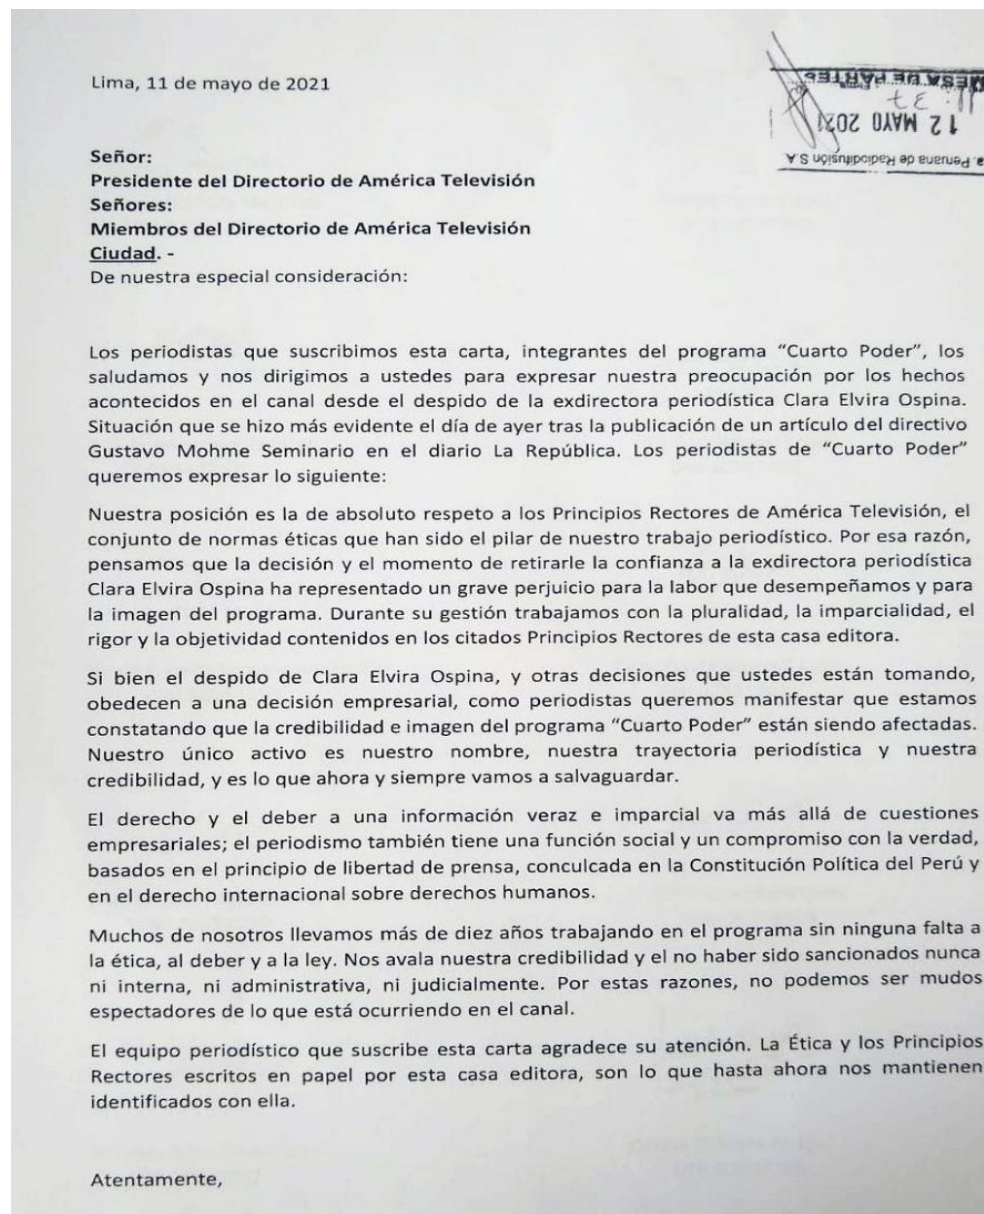 Lima, 11 de mayo de 2021
MESA DE PARTES
12 MAYO 2021
Peruana de Radiodifusión S.A
Señor:
Presidente del Directorio de América Televisión
Señores:
Miembros del Directorio de América Televisión
Ciudad. -
De nuestra especial consideración:
Los periodistas que suscribimos esta carta, integrantes del programa “Cuarto Poder”, los
saludamos y nos dirigimos a ustedes para expresar nuestra preocupación por los hechos
acontecidos en el canal desde el despido de la exdirectora periodística Clara Elvira Ospina.
Situación que se hizo más evidente el día de ayer tras la publicación de un artículo del directivo
Gustavo Mohme Seminario en el diario La República. Los periodistas de “Cuarto Poder”
queremos expresar lo siguiente:
Nuestra posición es la de absoluto respeto a los Principios Rectores de América Televisión, el
conjunto de normas éticas que han sido el pilar de nuestro trabajo periodístico. Por esa razón,
pensamos que la decisión y el momento de retirarle la confianza a la exdirectora periodística
Clara Elvira Ospina ha representado un grave perjuicio para la labor que desempeñamos y para
la imagen del programa. Durante su gestión trabajamos con la pluralidad, la imparcialidad, el
rigor y la objetividad contenidos en los citados Principios Rectores de esta casa editora.
Si bien el despido de Clara Elvira Ospina, y otras decisiones que ustedes están tomando,
obedecen a una decisión empresarial, como periodistas queremos manifestar que estamos
constatando que la credibilidad e imagen del programa “Cuarto Poder” están siendo afectadas.
Nuestro único activo es nuestro nombre, nuestra trayectoria periodística y nuestra
credibilidad, y es lo que ahora y siempre vamos a salvaguardar.
El derecho y el deber a una información veraz e imparcial va más allá de cuestiones
empresariales; el periodismo también tiene una función social y un compromiso con la verdad,
basados en el principio de libertad de prensa, conculcada en la Constitución Política del Perú y
en el derecho internacional sobre derechos humanos.
Muchos de nosotros llevamos más de diez años trabajando en el programa sin ninguna falta a
la ética, al deber y a la ley. Nos avala nuestra credibilidad y el no haber sido sancionados nunca
ni interna, ni administrativa, ni judicialmente. Por estas razones, no podemos ser mudos
espectadores de lo que está ocurriendo en el canal.
El equipo periodístico que suscribe esta carta agradece su atención. La Ética y los Principios
Rectores escritos en papel por esta casa editora, son lo que hasta ahora nos mantienen
identificados con ella.
Atentamente,